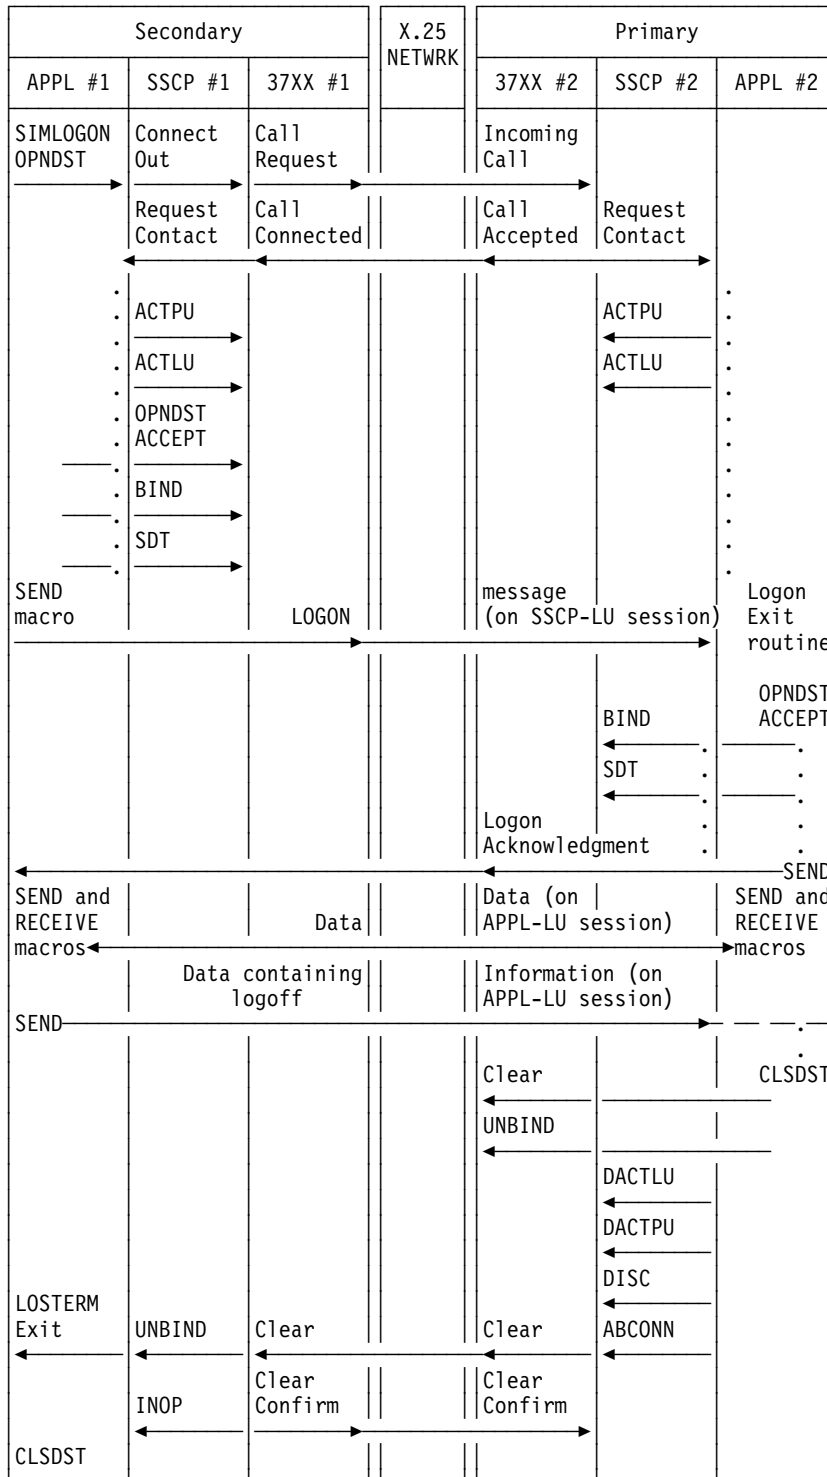 Secondary X.25 Primary
NETWRK
APPL #1 SSCP #1 37XX #1 37XX #2 SSCP #2 APPL #2
SIMLOGON Connect Call Incoming
OPNDST Out Request Call
Request Call Call Request
Contact Connected Accepted Contact
ACTPU ACTPU
ACTLU ACTLU
OPNDST
ACCEPT
BIND
SDT
SEND message Logon
macro LOGON (on SSCP-LU session) Exit
routine
OPNDST
BIND ACCEPT
SDT
Logon
Acknowledgment
SEND
SEND and Data (on SEND and
RECEIVE Data APPL-LU session) RECEIVE
macros macros
Data containing Information (on
logoff APPL-LU session)
SEND
Clear CLSDST
UNBIND
DACTLU
DACTPU
DISC
LOSTERM
Exit UNBIND Clear Clear ABCONN
Clear Clear
INOP Confirm Confirm
CLSDST